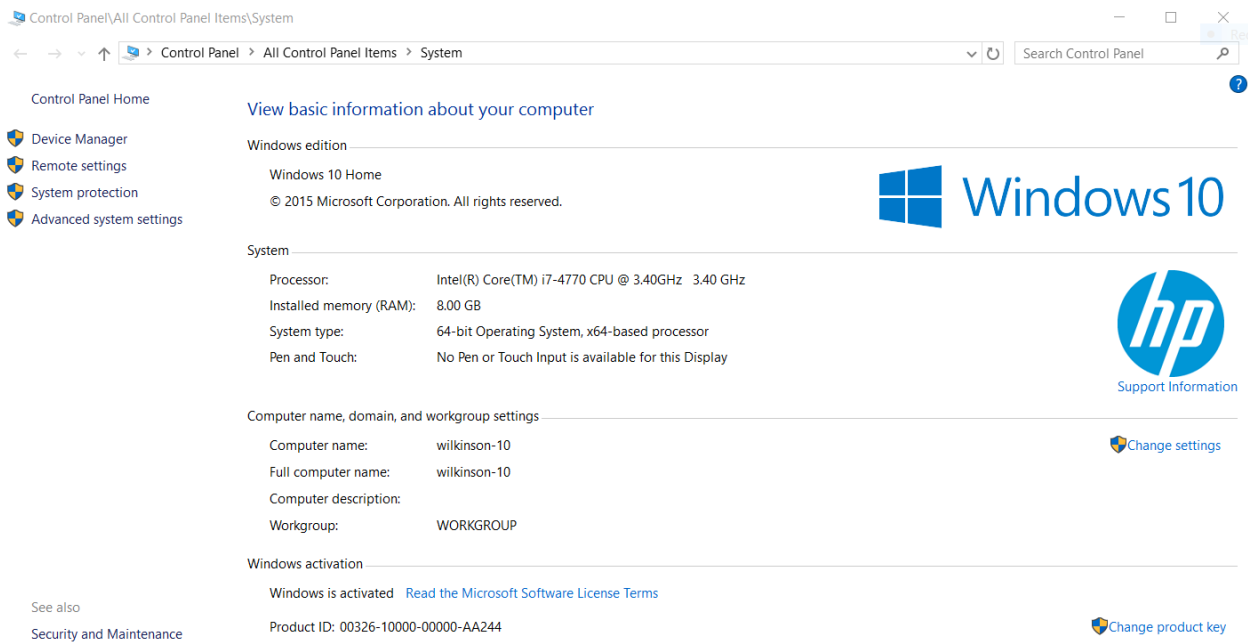 Control Panel\All Control Panel Items\System
Control Panel > All Control Panel Items > System
Search Control Panel
?
Control Panel Home
Device Manager
Remote settings
System protection
Advanced system settings
See also
Security and Maintenance
View basic information about your computer
Windows edition
Windows 10 Home
© 2015 Microsoft Corporation. All rights reserved.
Windows 10
System
Processor: Intel(R) Core(TM) i7-4770 CPU @ 3.40GHz 3.40 GHz
Installed memory (RAM): 8.00 GB
System type: 64-bit Operating System, x64-based processor
Pen and Touch: No Pen or Touch Input is available for this Display
hp
Support Information
Computer name, domain, and workgroup settings
Computer name: wilkinson-10
Change settings
Full computer name: wilkinson-10
Computer description:
Workgroup: WORKGROUP
Windows activation
Windows is activated Read the Microsoft Software License Terms
Product ID: 00326-10000-00000-AA244
Change product key